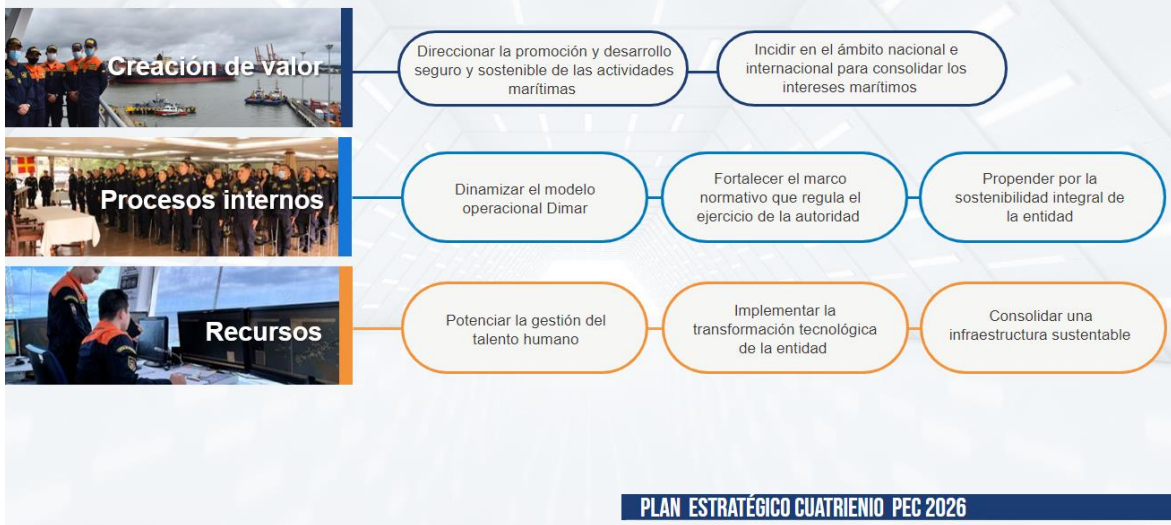 Creación de valor
Direccionar la promoción y desarrollo
seguro y sostenible de las actividades
marítimas
Incidir en el ámbito nacional e
internacional para consolidar los
intereses marítimos
Procesos internos
Dinamizar el modelo
operacional Dimar
Fortalecer el marco
normativo que regula el
ejercicio de la autoridad
Propender por la
sostenibilidad integral de
la entidad
Recursos
Potenciar la gestión del
talento humano
Implementar la
transformación tecnológica
de la entidad
Consolidar una
infraestructura sustentable
PLAN ESTRATÉGICO CUATRIENIO PEC 2026